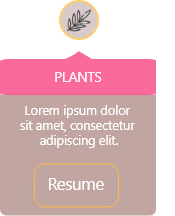 PLANTS
Lorem ipsum dolor
sit amet, consectetur
adipiscing elit.
Resume